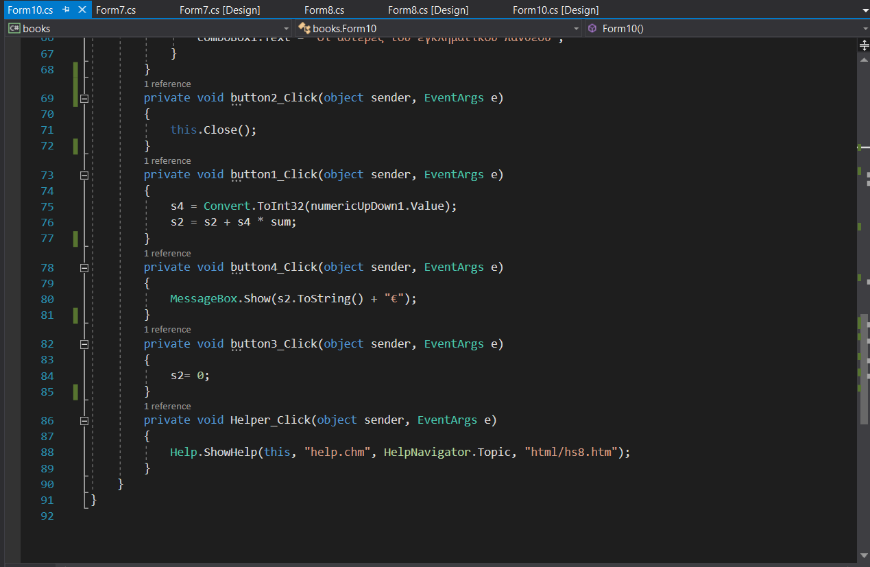 Form10.cs Form7.cs Form7.cs [Design] Form8.cs Form8.cs [Design] Form10.cs [Design]
C# books books.Form10 Form10()
67 }
68 }
1 reference
69 private void button2_Click(object sender, EventArgs e)
70 {
71 this.Close();
72 }
1 reference
73 private void button1_Click(object sender, EventArgs e)
74 {
75 s4 = Convert.ToInt32(numericUpDown1.Value);
76 s2 = s2 + s4 * sum;
77 }
1 reference
78 private void button4_Click(object sender, EventArgs e)
79 {
80 MessageBox.Show(s2.ToString() + "€");
81 }
1 reference
82 private void button3_Click(object sender, EventArgs e)
83 {
84 s2= 0;
85 }
1 reference
86 private void Helper_Click(object sender, EventArgs e)
87 {
88 Help.ShowHelp(this, "help.chm", HelpNavigator.Topic, "html/hs8.htm");
89 }
90 }
91 }
92